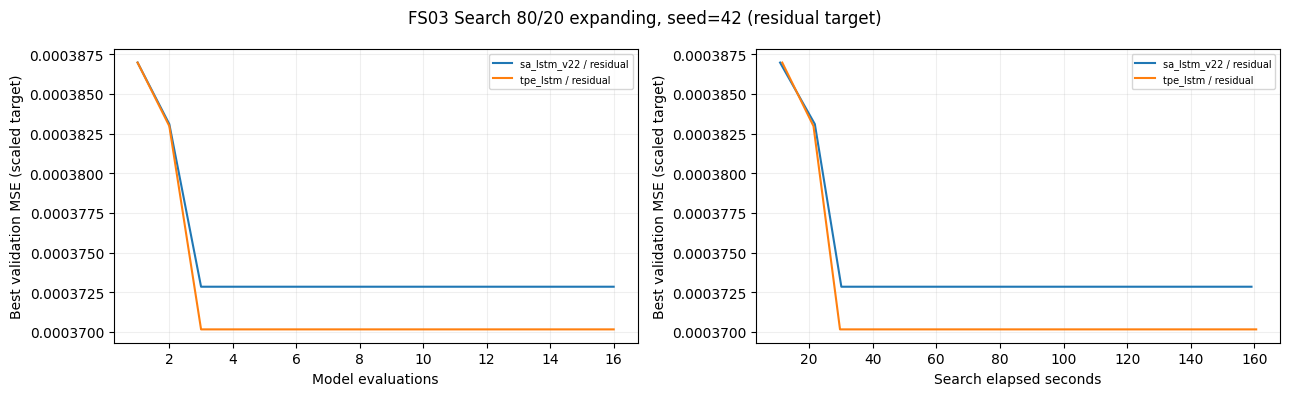 FS03 Search 80/20 expanding, seed=42 (residual target)
Best validation MSE (scaled target)
0.0003875
0.0003850
0.0003825
0.0003800
0.0003775
0.0003750
0.0003725
0.0003700
sa_lstm_v22 / residual
tpe_lstm / residual
2 4 6 8 10 12 14 16
Model evaluations
Best validation MSE (scaled target)
0.0003875
0.0003850
0.0003825
0.0003800
0.0003775
0.0003750
0.0003725
0.0003700
sa_lstm_v22 / residual
tpe_lstm / residual
20 40 60 80 100 120 140 160
Search elapsed seconds